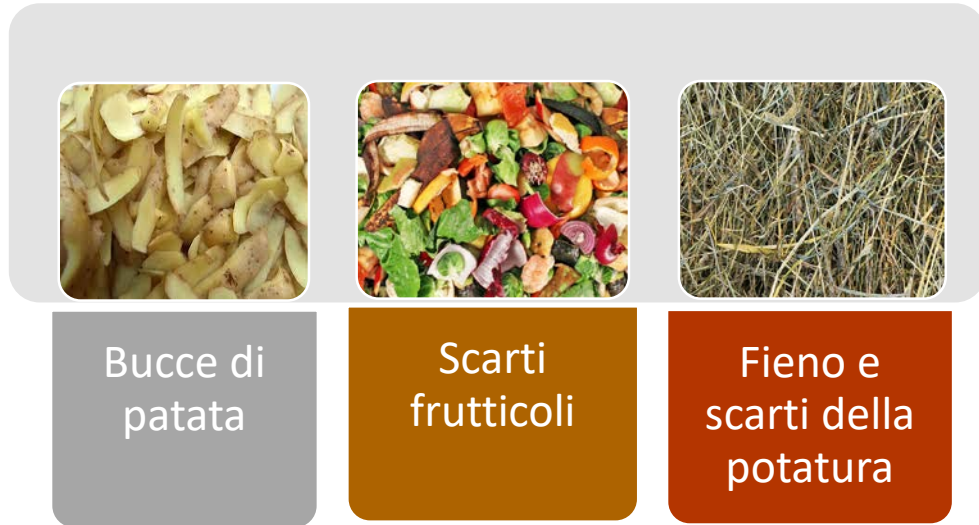 Bucce di
patata
Scarti
frutticoli
Fieno e
scarti della
potatura